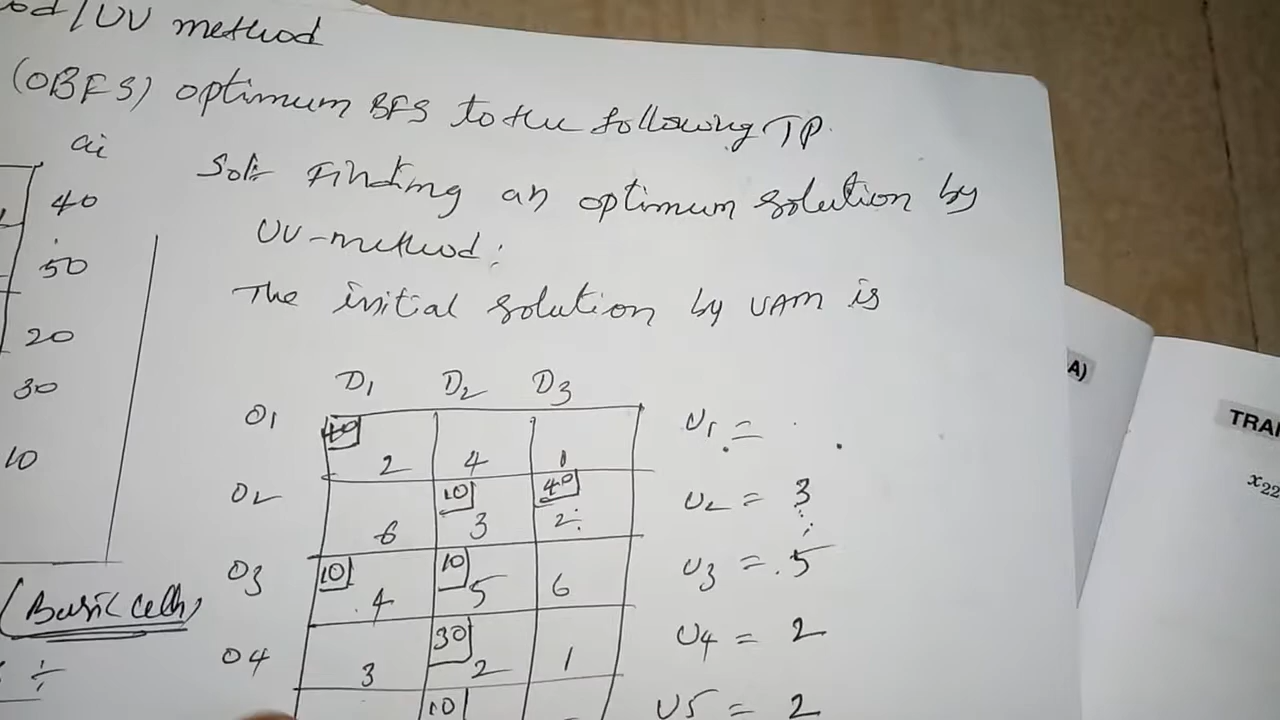 od/UV method
(OBFS) optimum BFS to the following TP.
ai
40
50
20
30
10
Sol: Finding an optimum solution by
UV-method:
The initial solution by VAM is
D1 D2 D3
O1 40 2 4 1 U1 =
O2 6 10 3 40 2 U2 = 3
O3 10 4 10 5 6 U3 = 5
O4 3 30 2 1 U4 = 2
10 U5 = 2
(Basic cells)
A)
TRA
x22